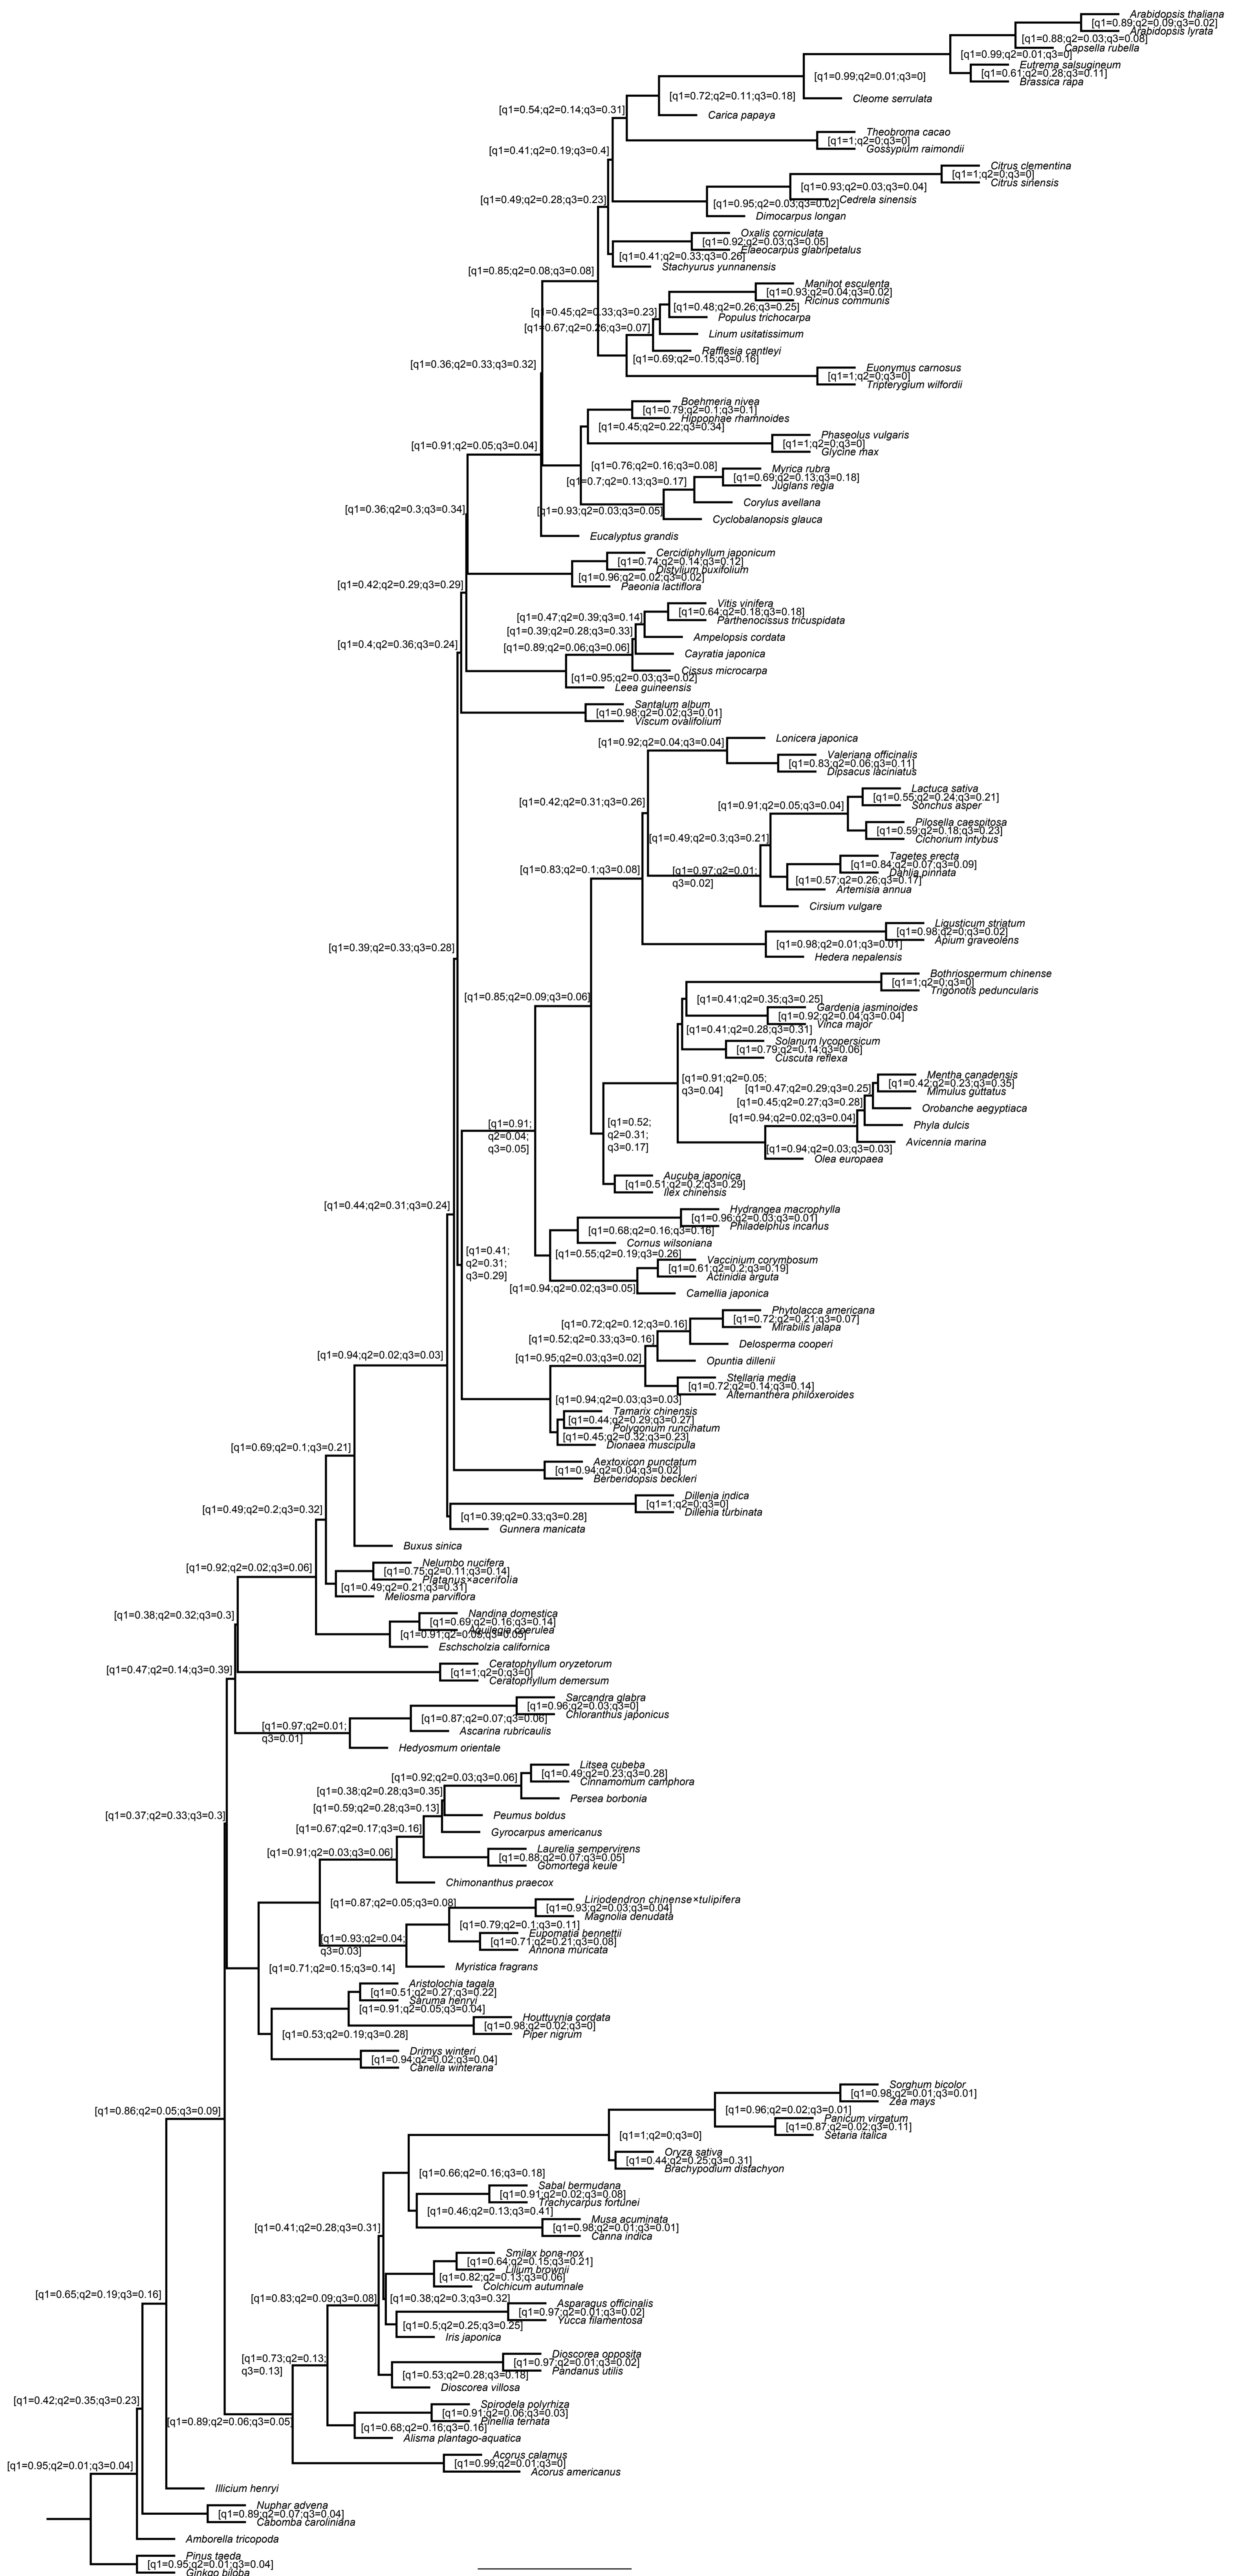 Arabidopsis thaliana
[q1=0.89;q2=0.09;q3=0.02]
Arabidopsis lyrata
[q1=0.88;q2=0.03;q3=0.08]
Capsella rubella
[q1=0.99;q2=0.01;q3=0]
Eutrema salsugineum
[q1=0.61;q2=0.28;q3=0.11]
[q1=0.99;q2=0.01;q3=0]
Brassica rapa
[q1=0.72;q2=0.11;q3=0.18]
Cleome serrulata
[q1=0.54;q2=0.14;q3=0.31]
Carica papaya
Theobroma cacao
[q1=1;q2=0;q3=0]
Gossypium raimondii
[q1=0.41;q2=0.19;q3=0.4]
Citrus clementina
[q1=1;q2=0;q3=0]
Citrus sinensis
[q1=0.93;q2=0.03;q3=0.04]
[q1=0.49;q2=0.28;q3=0.23]
Cedrela sinensis
[q1=0.95;q2=0.03;q3=0.02]
Dimocarpus longan
Oxalis corniculata
[q1=0.92;q2=0.03;q3=0.05]
Elaeocarpus glabripetalus
[q1=0.41;q2=0.33;q3=0.26]
Stachyurus yunnanensis
[q1=0.85;q2=0.08;q3=0.08]
Manihot esculenta
[q1=0.93;q2=0.04;q3=0.02]
Ricinus communis
[q1=0.48;q2=0.26;q3=0.25]
[q1=0.45;q2=0.33;q3=0.23]
Populus trichocarpa
[q1=0.67;q2=0.26;q3=0.07]
Linum usitatissimum
Rafflesia cantleyi
[q1=0.69;q2=0.15;q3=0.16]
[q1=0.36;q2=0.33;q3=0.32]
Euonymus carnosus
[q1=1;q2=0;q3=0]
Tripterygium wilfordii
Boehmeria nivea
[q1=0.79;q2=0.1;q3=0.1]
Hippophae rhamnoides
[q1=0.45;q2=0.22;q3=0.34]
Phaseolus vulgaris
[q1=1;q2=0;q3=0]
[q1=0.91;q2=0.05;q3=0.04]
Glycine max
[q1=0.76;q2=0.16;q3=0.08]
Myrica rubra
[q1=0.69;q2=0.13;q3=0.18]
[q1=0.7;q2=0.13;q3=0.17]
Juglans regia
Corylus avellana
[q1=0.36;q2=0.3;q3=0.34]
[q1=0.93;q2=0.03;q3=0.05]
Cyclobalanopsis glauca
Eucalyptus grandis
Cercidiphyllum japonicum
[q1=0.74;q2=0.14;q3=0.12]
Distylium buxifolium
[q1=0.96;q2=0.02;q3=0.02]
[q1=0.42;q2=0.29;q3=0.29]
Paeonia lactiflora
Vitis vinifera
[q1=0.64;q2=0.18;q3=0.18]
[q1=0.47;q2=0.39;q3=0.14]
Parthenocissus tricuspidata
[q1=0.39;q2=0.28;q3=0.33]
Ampelopsis cordata
[q1=0.4;q2=0.36;q3=0.24]
[q1=0.89;q2=0.06;q3=0.06]
Cayratia japonica
Cissus microcarpa
[q1=0.95;q2=0.03;q3=0.02]
Leea guineensis
Santalum album
[q1=0.98;q2=0.02;q3=0.01]
Viscum ovalifolium
Lonicera japonica
[q1=0.92;q2=0.04;q3=0.04]
Valeriana officinalis
[q1=0.83;q2=0.06;q3=0.11]
Dipsacus laciniatus
Lactuca sativa
[q1=0.55;q2=0.24;q3=0.21]
[q1=0.42;q2=0.31;q3=0.26]
[q1=0.91;q2=0.05;q3=0.04]
Sonchus asper
Pilosella caespitosa
[q1=0.59;q2=0.18;q3=0.23]
[q1=0.49;q2=0.3;q3=0.21]
Cichorium intybus
Tagetes erecta
[q1=0.84;q2=0.07;q3=0.09]
[q1=0.83;q2=0.1;q3=0.08]
[q1=0.97;q2=0.01;
q3=0.02]
Dahlia pinnata
[q1=0.57;q2=0.26;q3=0.17]
Artemisia annua
Cirsium vulgare
Ligusticum striatum
[q1=0.98;q2=0;q3=0.02]
Apium graveolens
[q1=0.39;q2=0.33;q3=0.28]
[q1=0.98;q2=0.01;q3=0.01]
Hedera nepalensis
Bothriospermum chinense
[q1=1;q2=0;q3=0]
Trigonotis peduncularis
[q1=0.85;q2=0.09;q3=0.06]
[q1=0.41;q2=0.35;q3=0.25]
Gardenia jasminoides
[q1=0.92;q2=0.04;q3=0.04]
Vinca major
[q1=0.41;q2=0.28;q3=0.31]
Solanum lycopersicum
[q1=0.79;q2=0.14;q3=0.06]
Cuscuta reflexa
Mentha canadensis
[q1=0.42;q2=0.23;q3=0.35]
[q1=0.91;q2=0.05;
q3=0.04]
[q1=0.47;q2=0.29;q3=0.25]
Mimulus guttatus
[q1=0.45;q2=0.27;q3=0.28]
Orobanche aegyptiaca
[q1=0.94;q2=0.02;q3=0.04]
Phyla dulcis
[q1=0.91;
q2=0.04;
q3=0.05]
[q1=0.52;
q2=0.31;
q3=0.17]
Avicennia marina
[q1=0.94;q2=0.03;q3=0.03]
Olea europaea
Aucuba japonica
[q1=0.51;q2=0.2;q3=0.29]
Ilex chinensis
[q1=0.44;q2=0.31;q3=0.24]
Hydrangea macrophylla
[q1=0.96;q2=0.03;q3=0.01]
Philadelphus incanus
[q1=0.68;q2=0.16;q3=0.16]
Cornus wilsoniana
[q1=0.41;
q2=0.31;
q3=0.29]
[q1=0.55;q2=0.19;q3=0.26]
Vaccinium corymbosum
[q1=0.61;q2=0.2;q3=0.19]
Actinidia arguta
[q1=0.94;q2=0.02;q3=0.05]
Camellia japonica
Phytolacca americana
[q1=0.72;q2=0.21;q3=0.07]
[q1=0.72;q2=0.12;q3=0.16]
Mirabilis jalapa
[q1=0.52;q2=0.33;q3=0.16]
Delosperma cooperi
[q1=0.94;q2=0.02;q3=0.03]
[q1=0.95;q2=0.03;q3=0.02]
Opuntia dillenii
Stellaria media
[q1=0.72;q2=0.14;q3=0.14]
Alternanthera philoxeroides
[q1=0.94;q2=0.03;q3=0.03]
Tamarix chinensis
[q1=0.44;q2=0.29;q3=0.27]
Polygonum runcinatum
[q1=0.45;q2=0.32;q3=0.23]
[q1=0.69;q2=0.1;q3=0.21]
Dionaea muscipula
Aextoxicon punctatum
[q1=0.94;q2=0.04;q3=0.02]
Berberidopsis beckleri
Dillenia indica
[q1=1;q2=0;q3=0]
[q1=0.49;q2=0.2;q3=0.32]
Dillenia turbinata
[q1=0.39;q2=0.33;q3=0.28]
Gunnera manicata
Buxus sinica
[q1=0.92;q2=0.02;q3=0.06]
Nelumbo nucifera
[q1=0.75;q2=0.11;q3=0.14]
Platanus×acerifolia
[q1=0.49;q2=0.21;q3=0.31]
Meliosma parviflora
[q1=0.38;q2=0.32;q3=0.3]
Nandina domestica
[q1=0.69;q2=0.16;q3=0.14]
Aquilegia coerulea
[q1=0.91;q2=0.05;q3=0.05]
Eschscholzia californica
[q1=0.47;q2=0.14;q3=0.39]
Ceratophyllum oryzetorum
[q1=1;q2=0;q3=0]
Ceratophyllum demersum
Sarcandra glabra
[q1=0.96;q2=0.03;q3=0]
Chloranthus japonicus
[q1=0.87;q2=0.07;q3=0.06]
[q1=0.97;q2=0.01;
q3=0.01]
Ascarina rubricaulis
Hedyosmum orientale
Litsea cubeba
[q1=0.49;q2=0.23;q3=0.28]
[q1=0.92;q2=0.03;q3=0.06]
Cinnamomum camphora
[q1=0.38;q2=0.28;q3=0.35]
Persea borbonia
[q1=0.59;q2=0.28;q3=0.13]
[q1=0.37;q2=0.33;q3=0.3]
Peumus boldus
[q1=0.67;q2=0.17;q3=0.16]
Gyrocarpus americanus
Laurelia sempervirens
[q1=0.91;q2=0.03;q3=0.06]
[q1=0.88;q2=0.07;q3=0.05]
Gomortega keule
Chimonanthus praecox
[q1=0.87;q2=0.05;q3=0.08]
Liriodendron chinense×tulipifera
[q1=0.93;q2=0.03;q3=0.04]
Magnolia denudata
[q1=0.79;q2=0.1;q3=0.11]
Eupomatia bennettii
[q1=0.93;q2=0.04;
q3=0.03]
[q1=0.71;q2=0.21;q3=0.08]
Annona muricata
[q1=0.71;q2=0.15;q3=0.14]
Myristica fragrans
Aristolochia tagala
[q1=0.51;q2=0.27;q3=0.22]
Saruma henryi
[q1=0.91;q2=0.05;q3=0.04]
Houttuynia cordata
[q1=0.98;q2=0.02;q3=0]
[q1=0.53;q2=0.19;q3=0.28]
Piper nigrum
Drimys winteri
[q1=0.94;q2=0.02;q3=0.04]
Canella winterana
Sorghum bicolor
[q1=0.98;q2=0.01;q3=0.01]
Zea mays
[q1=0.86;q2=0.05;q3=0.09]
[q1=0.96;q2=0.02;q3=0.01]
Panicum virgatum
[q1=0.87;q2=0.02;q3=0.11]
[q1=1;q2=0;q3=0]
Setaria italica
Oryza sativa
[q1=0.44;q2=0.25;q3=0.31]
Brachypodium distachyon
[q1=0.66;q2=0.16;q3=0.18]
Sabal bermudana
[q1=0.91;q2=0.02;q3=0.08]
Trachycarpus fortunei
[q1=0.46;q2=0.13;q3=0.41]
Musa acuminata
[q1=0.41;q2=0.28;q3=0.31]
[q1=0.98;q2=0.01;q3=0.01]
Canna indica
Smilax bona-nox
[q1=0.64;q2=0.15;q3=0.21]
Lilium brownii
[q1=0.82;q2=0.13;q3=0.06]
Colchicum autumnale
[q1=0.65;q2=0.19;q3=0.16]
[q1=0.83;q2=0.09;q3=0.08]
[q1=0.38;q2=0.3;q3=0.32]
Asparagus officinalis
[q1=0.97;q2=0.01;q3=0.02]
Yucca filamentosa
[q1=0.5;q2=0.25;q3=0.25]
Iris japonica
[q1=0.73;q2=0.13;
q3=0.13]
Dioscorea opposita
[q1=0.97;q2=0.01;q3=0.02]
Pandanus utilis
[q1=0.53;q2=0.28;q3=0.18]
Dioscorea villosa
[q1=0.42;q2=0.35;q3=0.23]
Spirodela polyrhiza
[q1=0.91;q2=0.06;q3=0.03]
[q1=0.89;q2=0.06;q3=0.05]
Pinellia ternata
[q1=0.68;q2=0.16;q3=0.16]
Alisma plantago-aquatica
Acorus calamus
[q1=0.95;q2=0.01;q3=0.04]
[q1=0.99;q2=0.01;q3=0]
Acorus americanus
Illicium henryi
Nuphar advena
[q1=0.89;q2=0.07;q3=0.04]
Cabomba caroliniana
Amborella tricopoda
Pinus taeda
[q1=0.95;q2=0.01;q3=0.04]
Ginkgo biloba